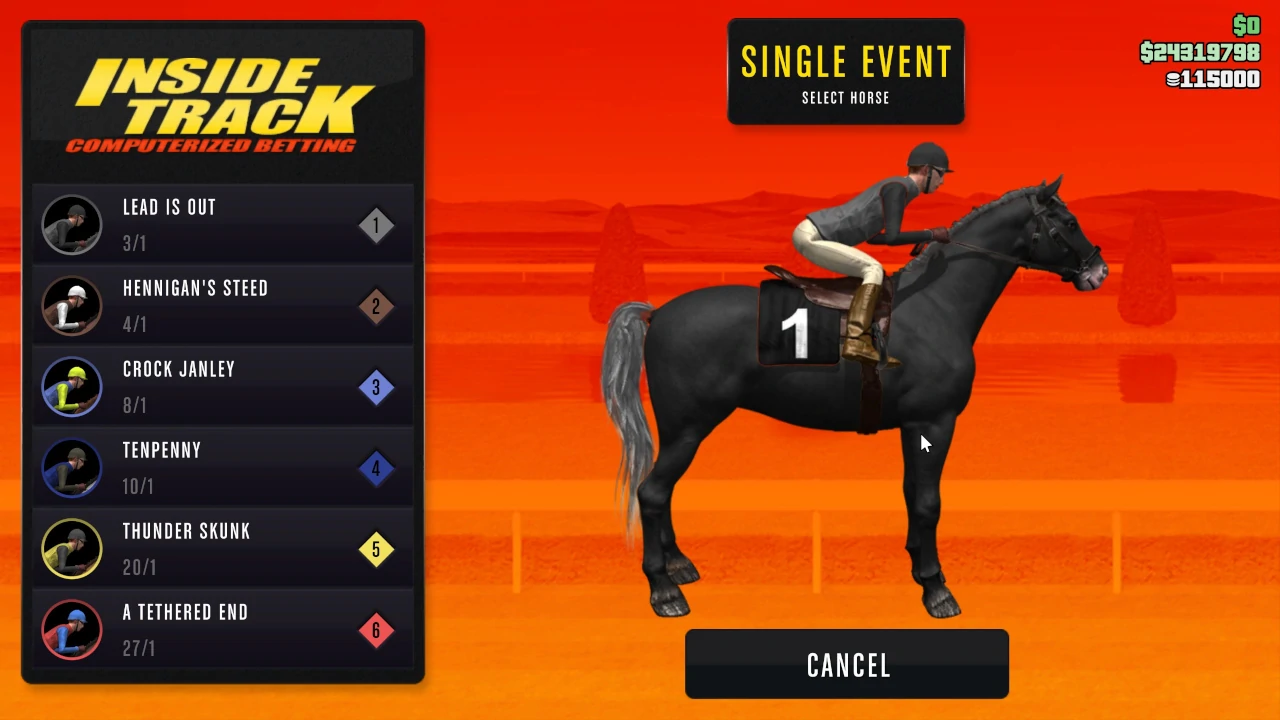 INSIDE
TRACK
COMPUTERIZED BETTING
LEAD IS OUT
3/1
1
HENNIGAN'S STEED
4/1
2
CROCK JANLEY
8/1
3
TENPENNY
10/1
4
THUNDER SKUNK
20/1
5
A TETHERED END
27/1
6
SINGLE EVENT
SELECT HORSE
$0
$24319798
115000
1
CANCEL